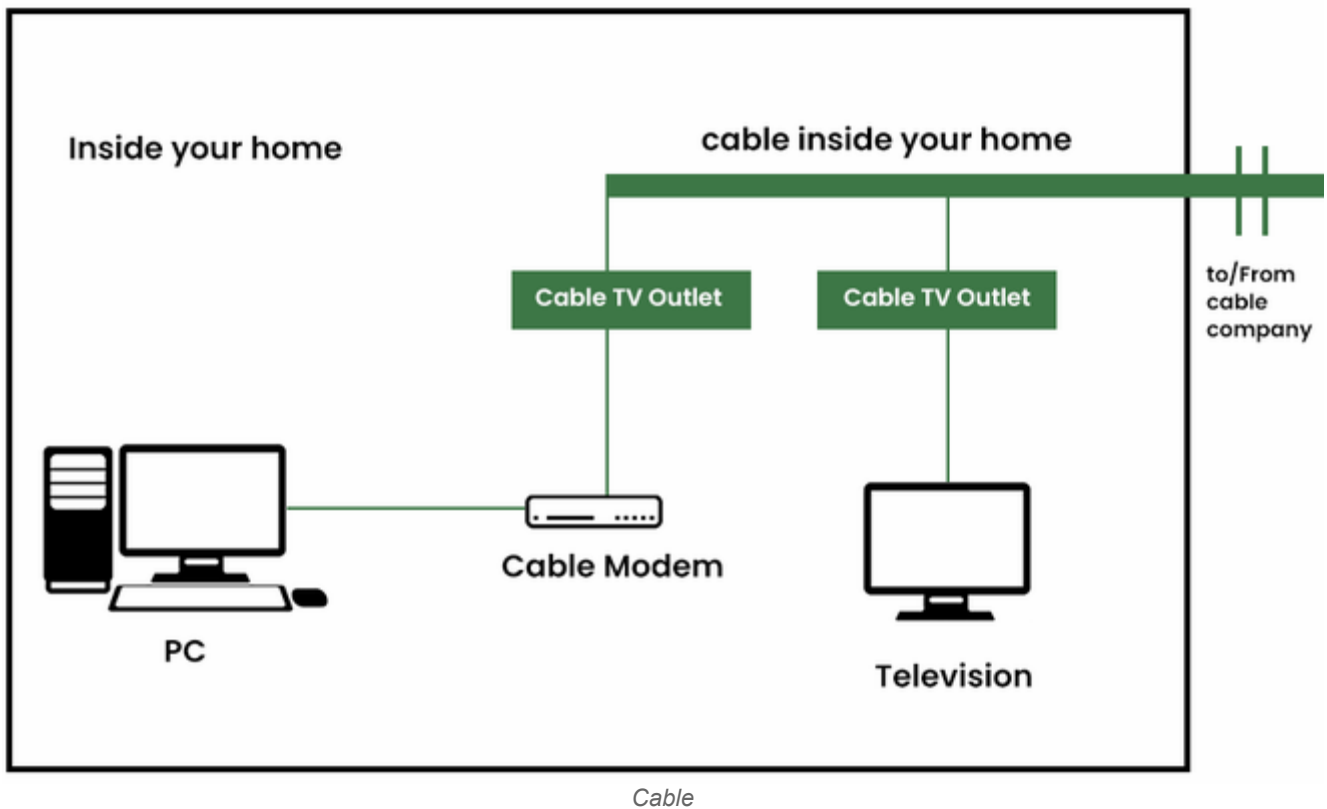 Inside your home
cable inside your home
to/From
cable
company
Cable TV Outlet
Cable TV Outlet
Cable Modem
PC
Television
Cable